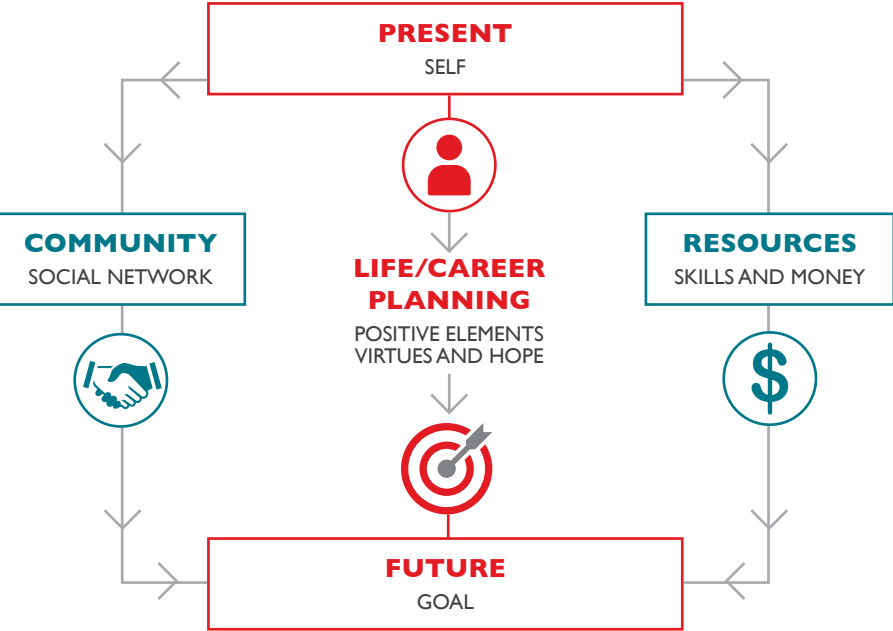 PRESENT
SELF
COMMUNITY
SOCIAL NETWORK
LIFE/CAREER
PLANNING
POSITIVE ELEMENTS
VIRTUES AND HOPE
RESOURCES
SKILLS AND MONEY
$
FUTURE
GOAL